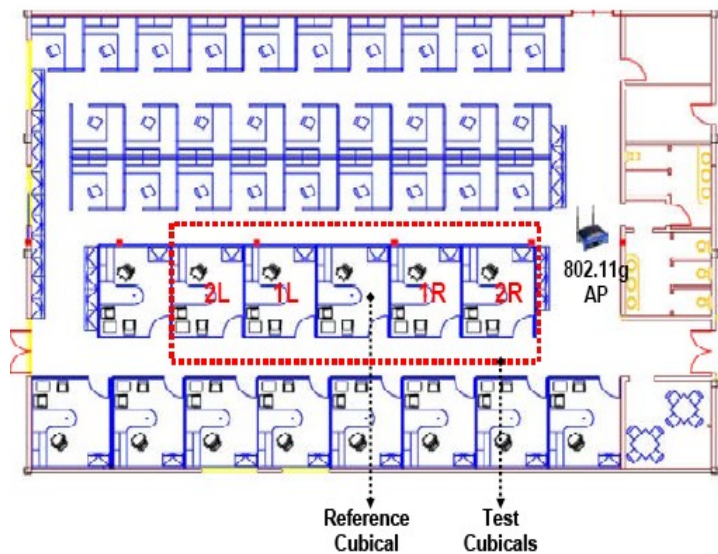 802.11g
AP
2L 1L 1R 2R
Reference
Cubical
Test
Cubicals